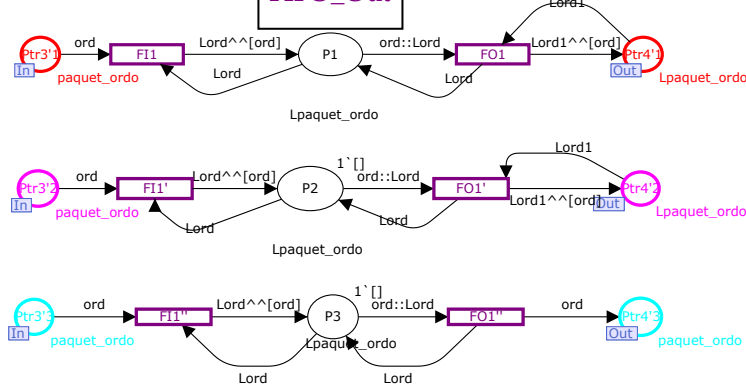 Lord1
ord
Lord^^[ord]
ord::Lord
Lord1^^[ord]
Ptr3'1
FI1
P1
FO1
Ptr4'1
In
paquet_ordo
Lord
Lord
Out
Lpaquet_ordo
Lpaquet_ordo
Lord1
1`[]
ord
Lord^^[ord]
ord::Lord
Ptr3'2
FI1'
P2
FO1'
Ptr4'2
In
paquet_ordo
Lord
Lord
Lord1^^[ord]
Out
Lpaquet_ordo
Lpaquet_ordo
1`[]
ord
Lord^^[ord]
ord::Lord
ord
Ptr3'3
FI1''
P3
FO1''
Ptr4'3
In
paquet_ordo
Lpaquet_ordo
Out
paquet_ordo
Lord
Lord